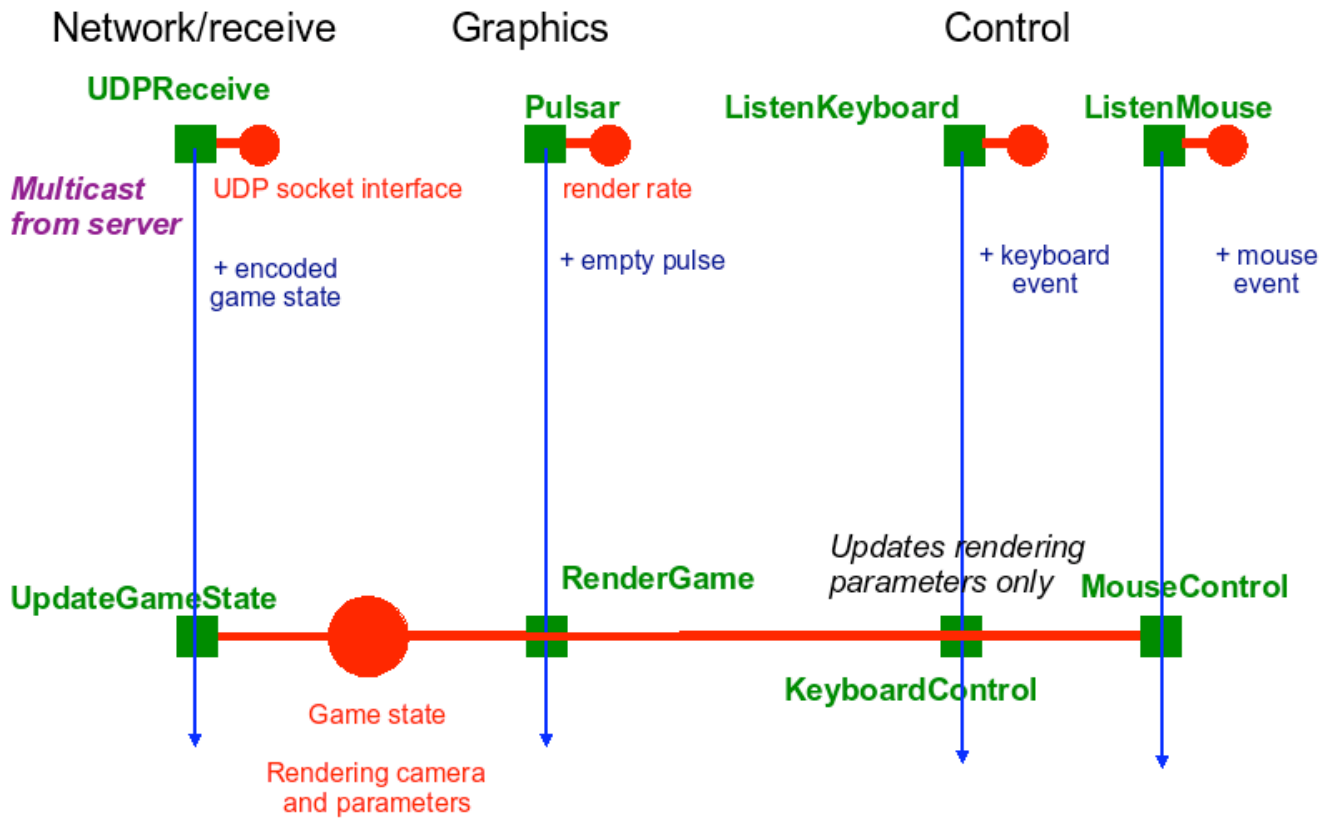 Network/receive
Graphics
Control
UDPReceive
Pulsar
ListenKeyboard
ListenMouse
Multicast
from server
UDP socket interface
render rate
+ encoded
game state
+ empty pulse
+ keyboard
event
+ mouse
event
Updates rendering
parameters only
UpdateGameState
RenderGame
MouseControl
KeyboardControl
Game state
Rendering camera
and parameters